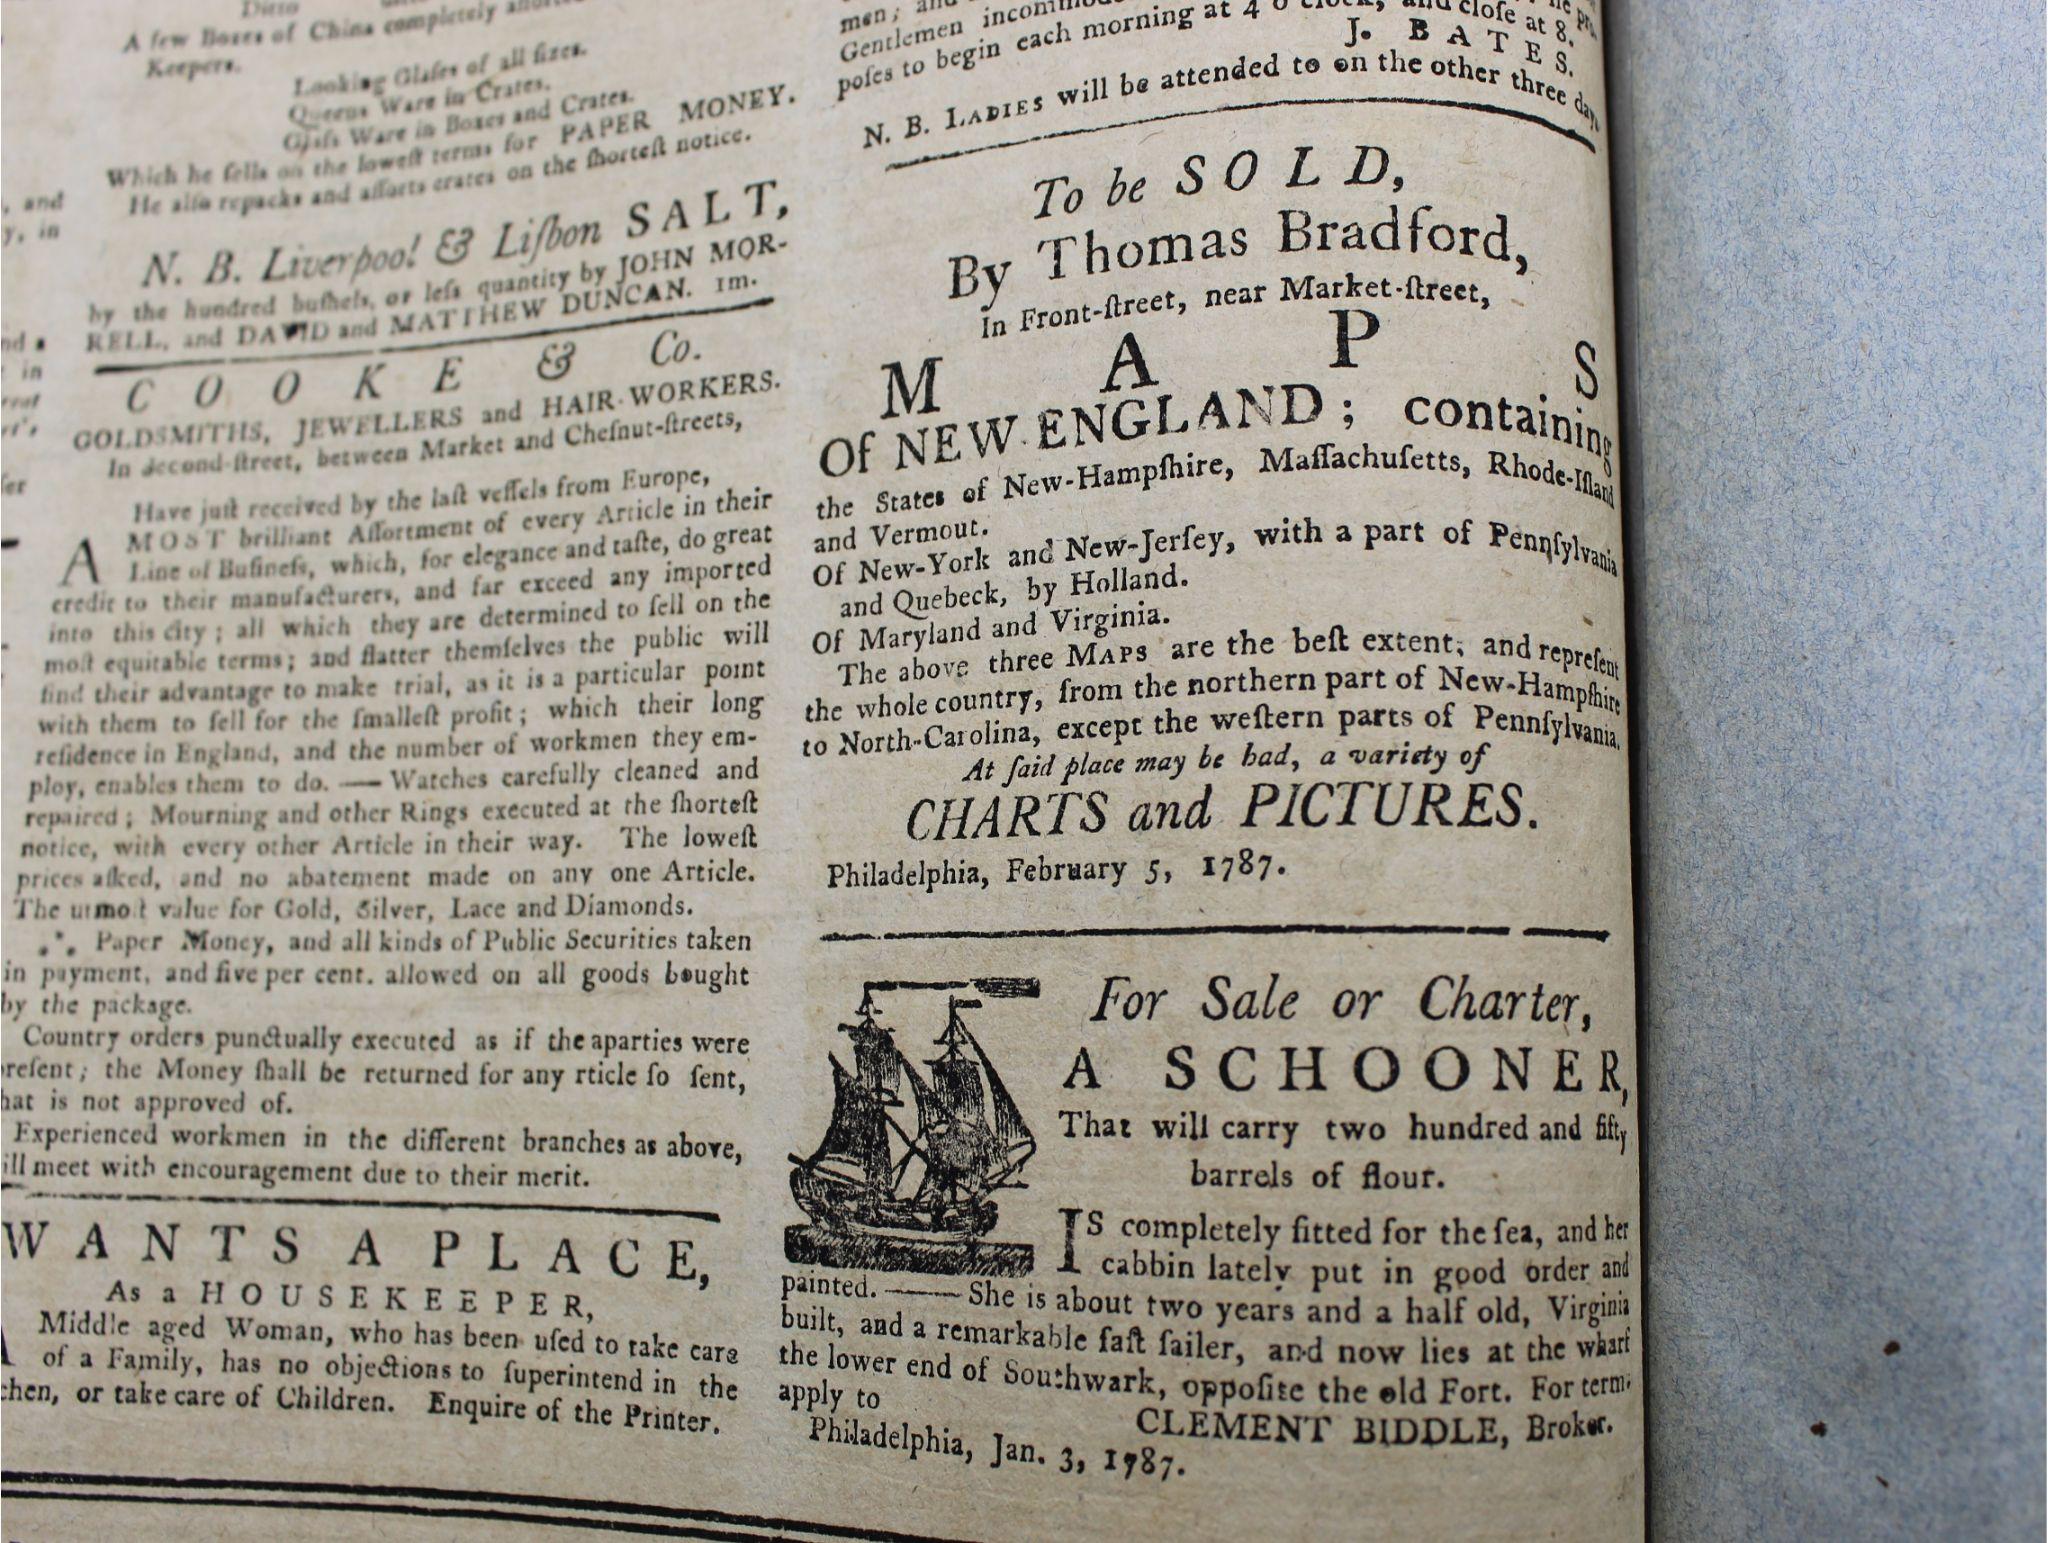 Ditto
A few Boxes of China completely assorted
Keepers.
Looking Glaſſes of all ſizes.
Queens Ware in Crates.
Glaſs Ware in Boxes and Crates.
Which he ſells on the loweſt terms for PAPER MONEY.
He alſo repacks and aſſorts crates on the ſhorteſt notice.
N. B. Liverpool & Liſbon SALT,
by the hundred buſhels, or leſs quantity by JOHN MOR-
RELL, and DAVID and MATTHEW DUNCAN. 1m.
COOKE & Co.
GOLDSMITHS, JEWELLERS and HAIR-WORKERS.
In Second-ſtreet, between Market and Cheſnut-ſtreets,
Have juſt received by the laſt veſſels from Europe,
A MOST brilliant Aſſortment of every Article in their
Line of Buſineſs, which, for elegance and taſte, do great
credit to their manufacturers, and far exceed any imported
into this city; all which they are determined to ſell on the
moſt equitable terms; and flatter themſelves the public will
find their advantage to make trial, as it is a particular point
with them to ſell for the ſmalleſt profit; which their long
reſidence in England, and the number of workmen they em-
ploy, enables them to do. — Watches carefully cleaned and
repaired; Mourning and other Rings executed at the ſhorteſt
notice, with every other Article in their way. The loweſt
prices aſked, and no abatement made on any one Article.
The utmoſt value for Gold, Silver, Lace and Diamonds.
⁂ Paper Money, and all kinds of Public Securities taken
in payment, and five per cent. allowed on all goods bought
by the package.
Country orders punctually executed as if the aparties were
preſent; the Money ſhall be returned for any rticle ſo ſent,
that is not approved of.
Experienced workmen in the different branches as above,
will meet with encouragement due to their merit.
WANTS A PLACE,
As a HOUSEKEEPER,
A Middle aged Woman, who has been uſed to take care
of a Family, has no objections to ſuperintend in the
chen, or take care of Children. Enquire of the Printer.
men; and
Gentlemen
poſes to begin each morning at 4 o'clock, and cloſe at 8.
J. BATES.
N. B. LADIES will be attended to on the other three days
To be SOLD,
By Thomas Bradford,
In Front-ſtreet, near Market-ſtreet,
MAPS
Of NEW-ENGLAND; containing
the States of New-Hampſhire, Maſſachuſetts, Rhode-Iſland
and Vermout.
Of New-York and New-Jerſey, with a part of Pennſylvania
and Quebeck, by Holland.
Of Maryland and Virginia.
The above three MAPS are the beſt extent, and repreſent
the whole country, from the northern part of New-Hampſhire
to North-Carolina, except the weſtern parts of Pennſylvania.
At ſaid place may be had, a variety of
CHARTS and PICTURES.
Philadelphia, February 5, 1787.
For Sale or Charter,
A SCHOONER,
That will carry two hundred and fifty
barrels of flour.
IS completely fitted for the ſea, and her
cabbin lately put in good order and
painted. —— She is about two years and a half old, Virginia
built, and a remarkable faſt ſailer, and now lies at the wharf
the lower end of Southwark, oppoſite the old Fort. For term
apply to
CLEMENT BIDDLE, Broker.
Philadelphia, Jan. 3, 1787.